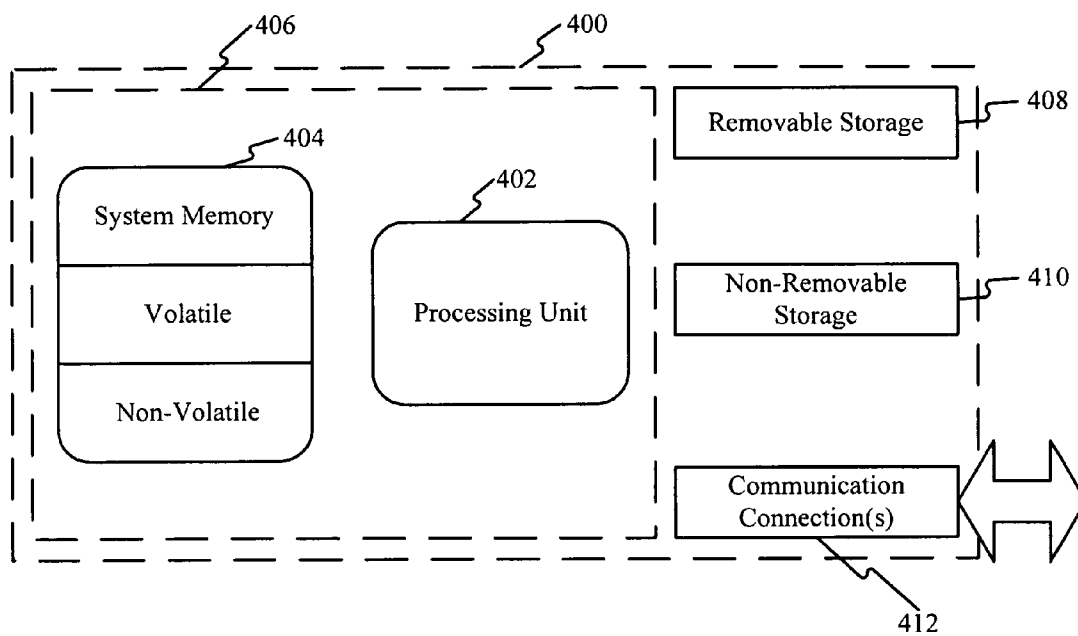 406
400
Removable Storage
408
404
System Memory
402
Volatile
Processing Unit
Non-Removable
Storage
410
Non-Volatile
Communication
Connection(s)
412